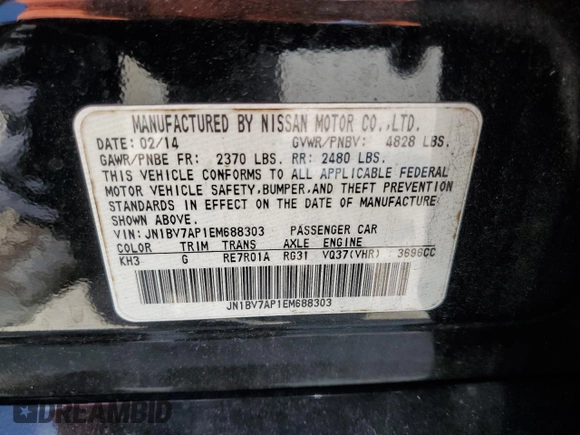 MANUFACTURED BY NISSAN MOTOR CO.,LTD.
DATE: 02/14 GVWR/PNBV: 4828 LBS.
GAWR/PNBE FR: 2370 LBS. RR: 2480 LBS.
THIS VEHICLE CONFORMS TO ALL APPLICABLE FEDERAL
MOTOR VEHICLE SAFETY,BUMPER,AND THEFT PREVENTION
STANDARDS IN EFFECT ON THE DATE OF MANUFACTURE
SHOWN ABOVE.
VIN: JN1BV7AP1EM688303 PASSENGER CAR
COLOR TRIM TRANS AXLE ENGINE
KH3 G RE7R01A RG31 VQ37(VHR) 3696CC
JN1BV7AP1EM688303
DREAMBID